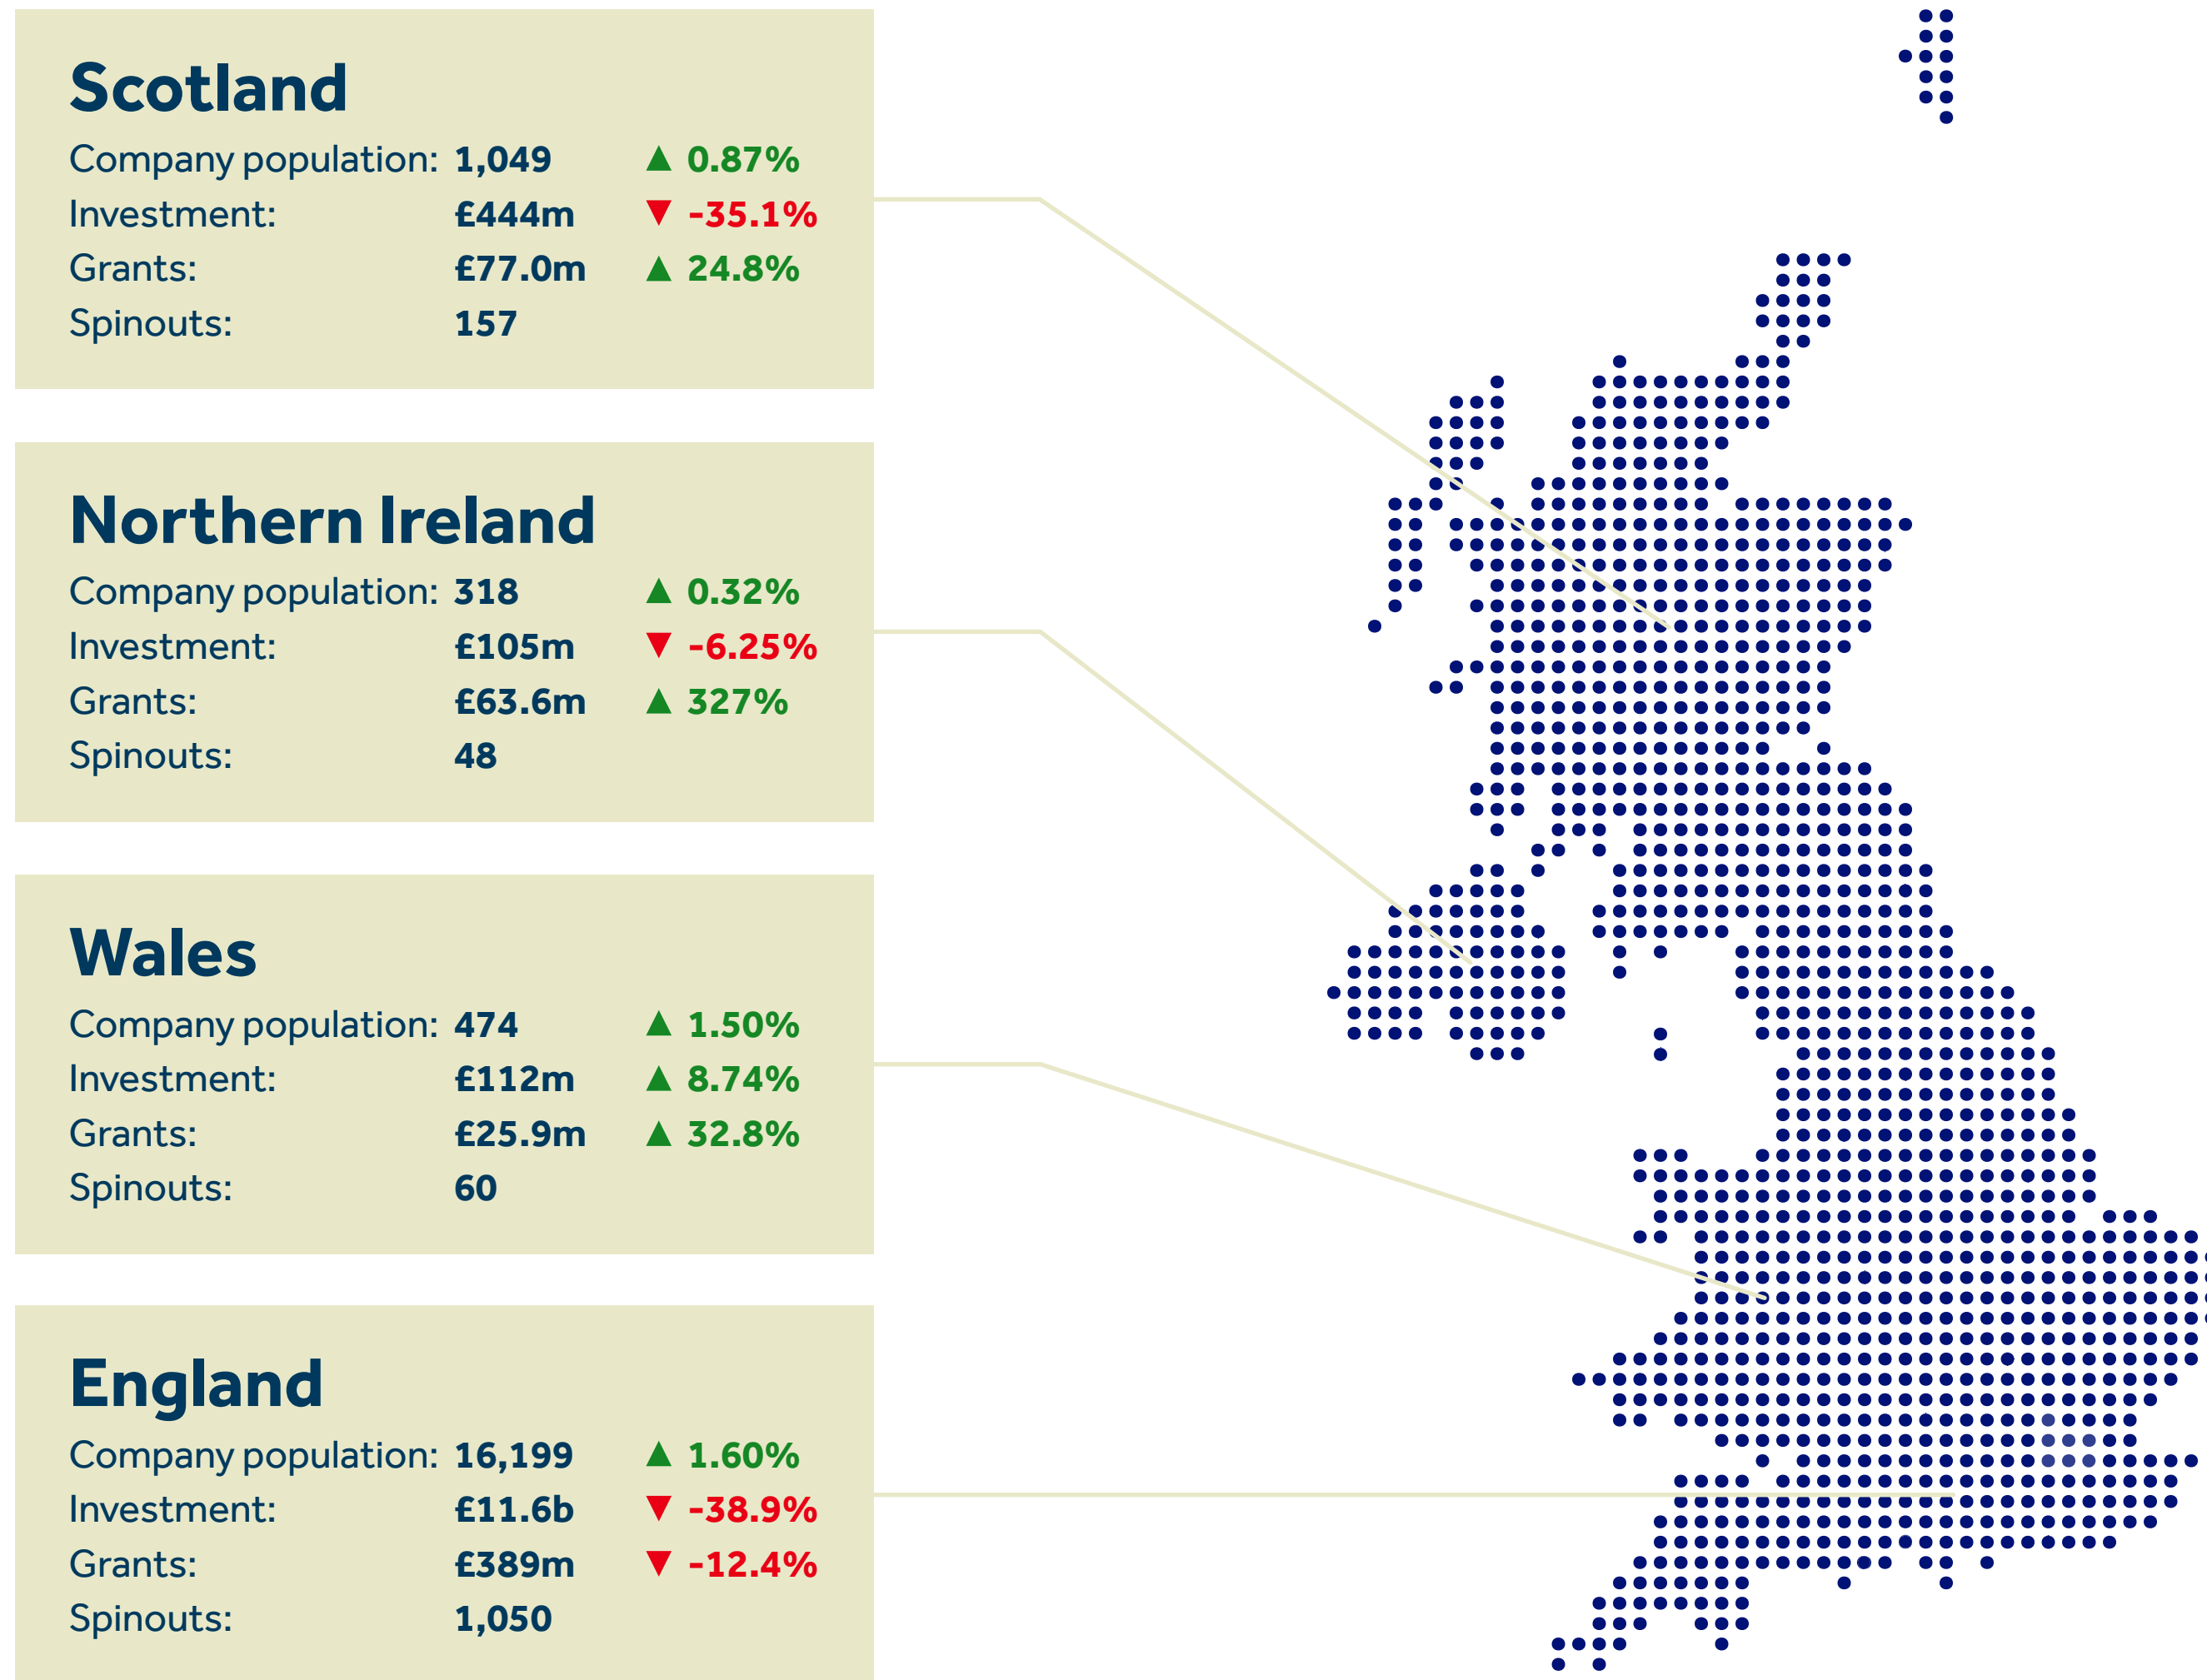 Scotland
Company population: 1,049 ▲ 0.87%
Investment: £444m ▼ -35.1%
Grants: £77.0m ▲ 24.8%
Spinouts: 157
Northern Ireland
Company population: 318 ▲ 0.32%
Investment: £105m ▼ -6.25%
Grants: £63.6m ▲ 327%
Spinouts: 48
Wales
Company population: 474 ▲ 1.50%
Investment: £112m ▲ 8.74%
Grants: £25.9m ▲ 32.8%
Spinouts: 60
England
Company population: 16,199 ▲ 1.60%
Investment: £11.6b ▼ -38.9%
Grants: £389m ▼ -12.4%
Spinouts: 1,050